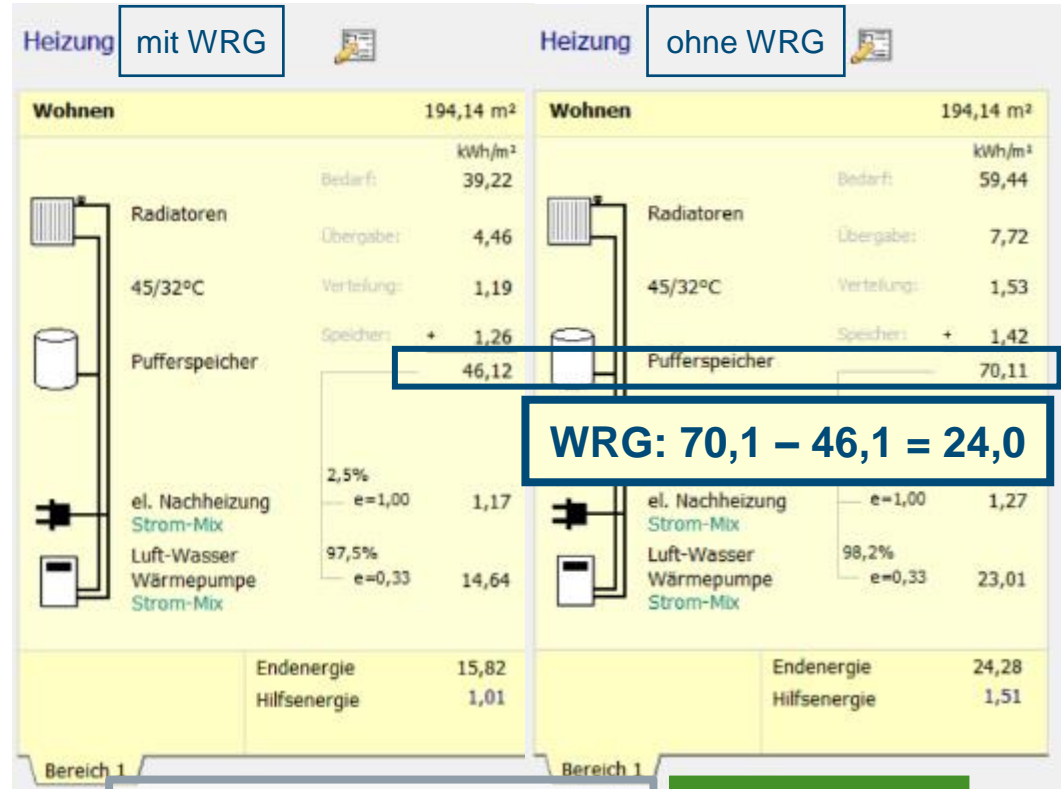 Heizung mit WRG
Wohnen 194,14 m²
kWh/m²
Bedarf: 39,22
Radiatoren
Übergabe: 4,46
45/32°C Verteilung: 1,19
Speicher: + 1,26
Pufferspeicher 46,12
2,5%
el. Nachheizung e=1,00 1,17
Strom-Mix
Luft-Wasser 97,5%
Wärmepumpe e=0,33 14,64
Strom-Mix
Endenergie 15,82
Hilfsenergie 1,01
Bereich 1
Heizung ohne WRG
Wohnen 194,14 m²
kWh/m²
Bedarf: 59,44
Radiatoren
Übergabe: 7,72
45/32°C Verteilung: 1,53
Speicher: + 1,42
Pufferspeicher 70,11
WRG: 70,1 – 46,1 = 24,0
el. Nachheizung e=1,00 1,27
Strom-Mix
Luft-Wasser 98,2%
Wärmepumpe e=0,33 23,01
Strom-Mix
Endenergie 24,28
Hilfsenergie 1,51
Bereich 1